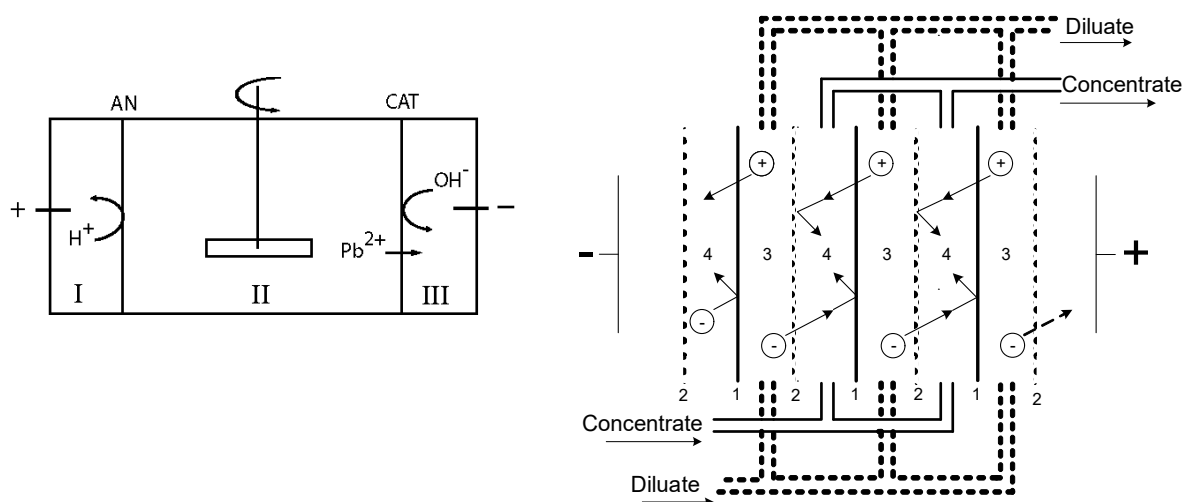 AN
CAT
+
H+
Pb2+
OH-
–
I
II
III
Diluate
Concentrate
+
+
+
-
4
3
4
3
4
3
+
-
-
-
-
2
1
2
1
2
1
2
Concentrate
Diluate